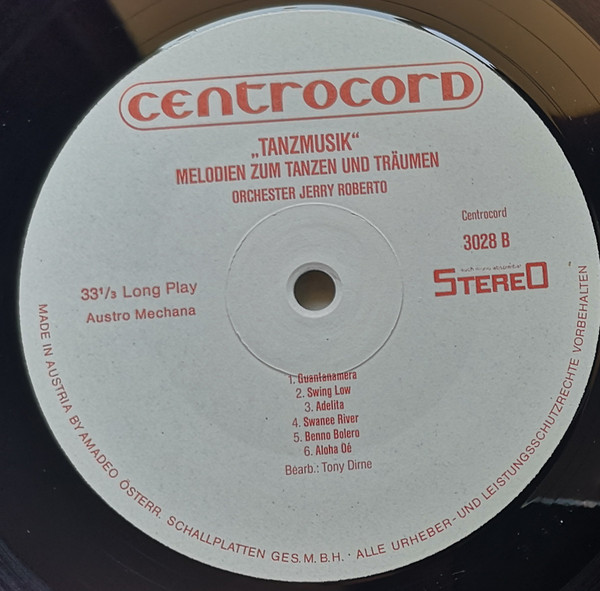 CENTROCORD
„TANZMUSIK“
MELODIEN ZUM TANZEN UND TRÄUMEN
ORCHESTER JERRY ROBERTO
Centrocord
3028 B
STEREO
33⅓ Long Play
Austro Mechana
1. Guantanamera
2. Swing Low
3. Adelita
4. Swanee River
5. Benno Bolero
6. Aloha Oé
Bearb.: Tony Dirne
MADE IN AUSTRIA BY AMADEO ÖSTERR. SCHALLPLATTEN GES.M.B.H. · ALLE URHEBER- UND LEISTUNGSSCHUTZRECHTE VORBEHALTEN